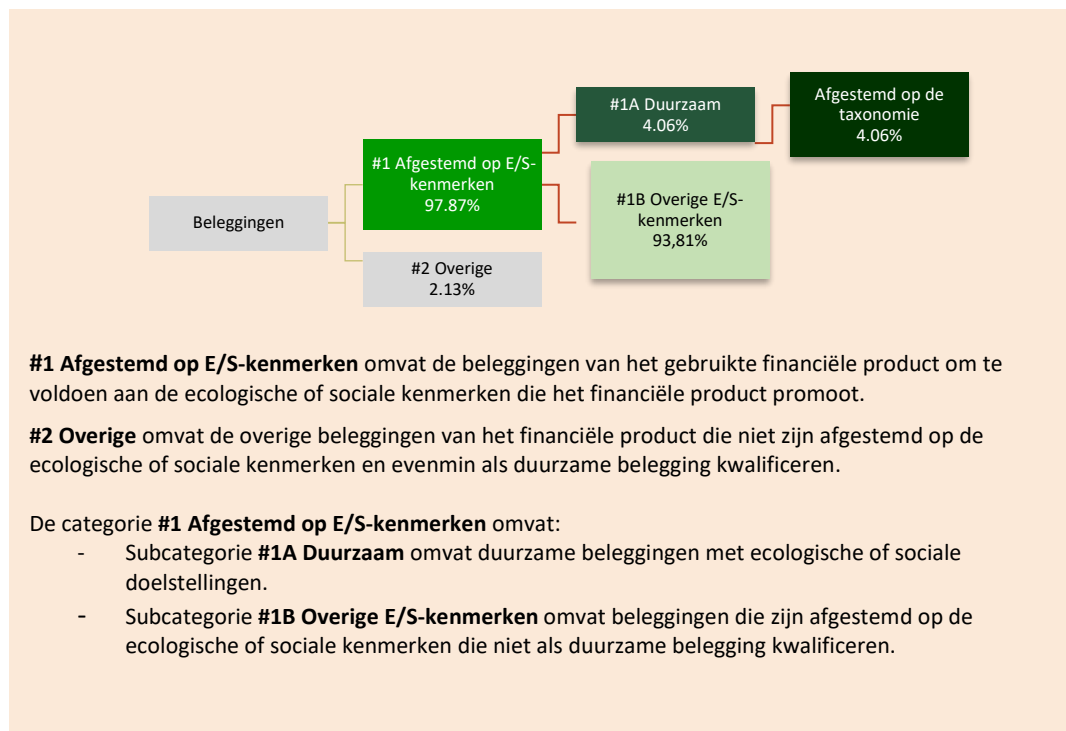 Beleggingen
#1 Afgestemd op E/S-
kenmerken
97.87%
#2 Overige
2.13%
#1A Duurzaam
4.06%
#1B Overige E/S-
kenmerken
93,81%
Afgestemd op de
taxonomie
4.06%
#1 Afgestemd op E/S-kenmerken omvat de beleggingen van het gebruikte financiële product om te
voldoen aan de ecologische of sociale kenmerken die het financiële product promoot.
#2 Overige omvat de overige beleggingen van het financiële product die niet zijn afgestemd op de
ecologische of sociale kenmerken en evenmin als duurzame belegging kwalificeren.
De categorie #1 Afgestemd op E/S-kenmerken omvat:
- Subcategorie #1A Duurzaam omvat duurzame beleggingen met ecologische of sociale
doelstellingen.
- Subcategorie #1B Overige E/S-kenmerken omvat beleggingen die zijn afgestemd op de
ecologische of sociale kenmerken die niet als duurzame belegging kwalificeren.